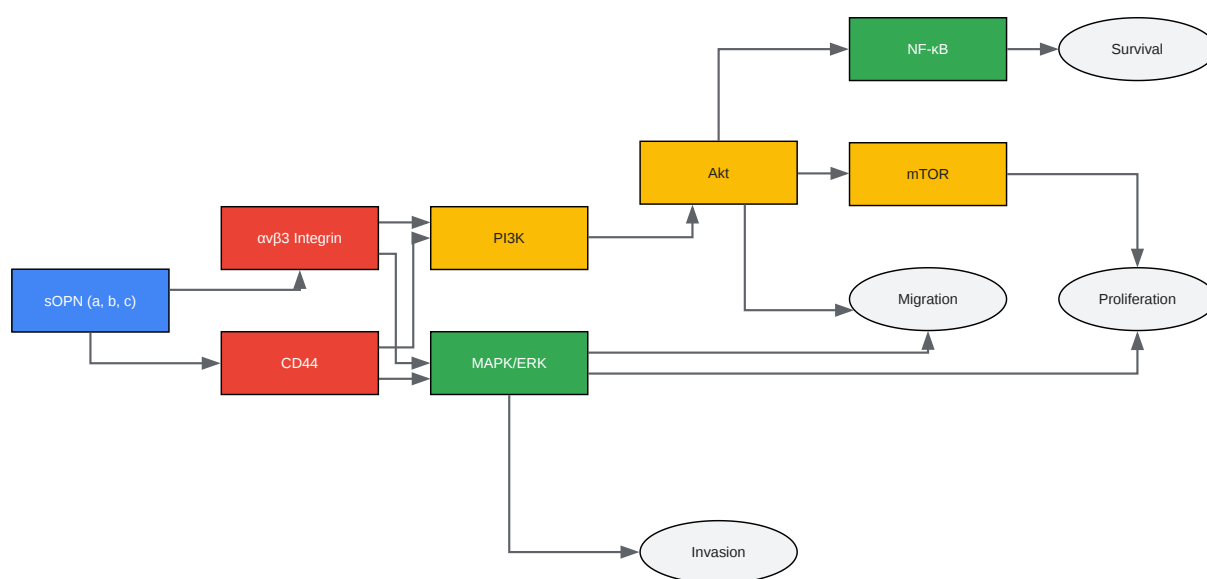 NF-κB
Survival
Akt
mTOR
αvβ3 Integrin
PI3K
sOPN (a, b, c)
Migration
Proliferation
CD44
MAPK/ERK
Invasion